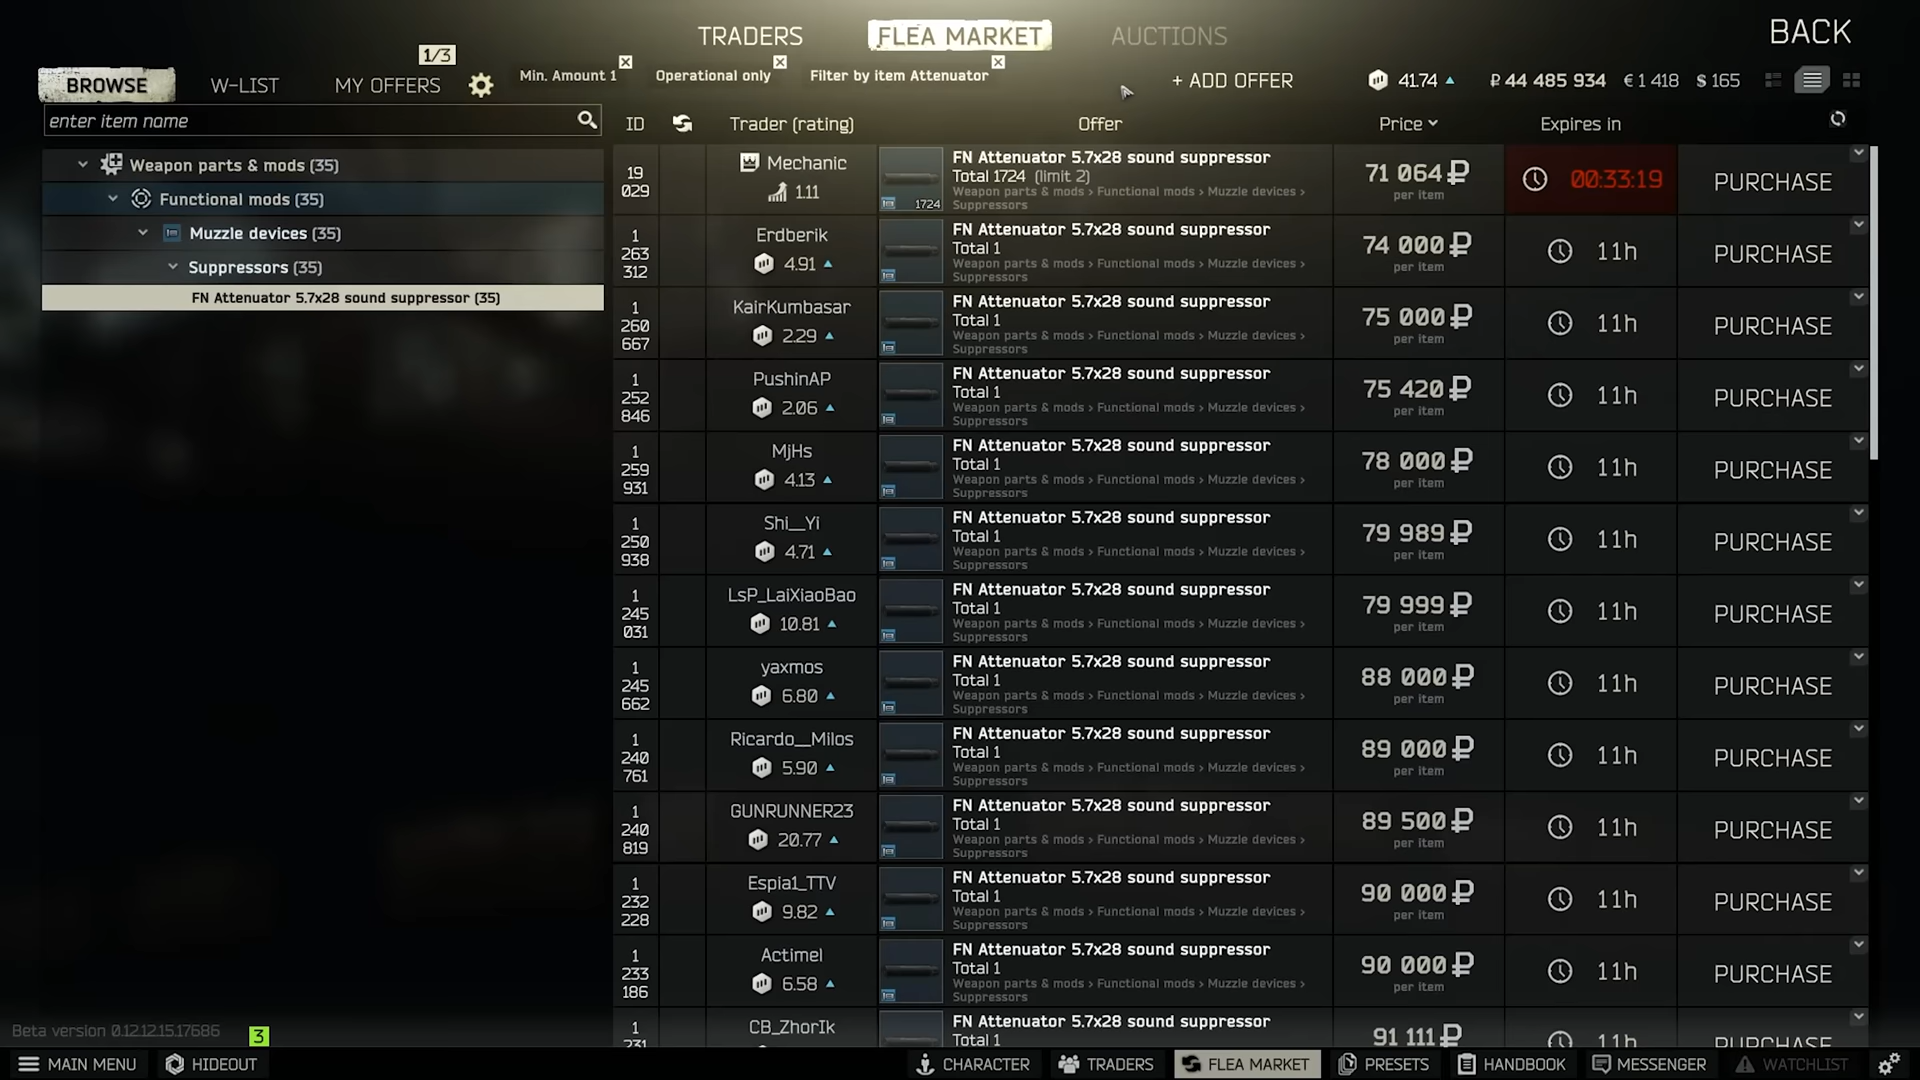 TRADERS
FLEA MARKET
AUCTIONS
BACK
1/3
BROWSE
W-LIST
MY OFFERS
Min. Amount 1
Operational only
Filter by item Attenuator
+ ADD OFFER
41.74
₽ 44 485 934
€ 1 418
$ 165
enter item name
ID
Trader (rating)
Offer
Price
Expires in
Weapon parts & mods (35)
Functional mods (35)
Muzzle devices (35)
Suppressors (35)
FN Attenuator 5.7x28 sound suppressor (35)
19
029
Mechanic
1.11
1724
FN Attenuator 5.7x28 sound suppressor
Total 1724 (limit 2)
Weapon parts & mods › Functional mods › Muzzle devices ›
Suppressors
71 064 ₽
per item
00:33:19
PURCHASE
1
263
312
Erdberik
4.91
FN Attenuator 5.7x28 sound suppressor
Total 1
Weapon parts & mods › Functional mods › Muzzle devices ›
Suppressors
74 000 ₽
per item
11h
PURCHASE
1
260
667
KairKumbasar
2.29
FN Attenuator 5.7x28 sound suppressor
Total 1
Weapon parts & mods › Functional mods › Muzzle devices ›
Suppressors
75 000 ₽
per item
11h
PURCHASE
1
252
846
PushinAP
2.06
FN Attenuator 5.7x28 sound suppressor
Total 1
Weapon parts & mods › Functional mods › Muzzle devices ›
Suppressors
75 420 ₽
per item
11h
PURCHASE
1
259
931
MjHs
4.13
FN Attenuator 5.7x28 sound suppressor
Total 1
Weapon parts & mods › Functional mods › Muzzle devices ›
Suppressors
78 000 ₽
per item
11h
PURCHASE
1
250
938
Shi__Yi
4.71
FN Attenuator 5.7x28 sound suppressor
Total 1
Weapon parts & mods › Functional mods › Muzzle devices ›
Suppressors
79 989 ₽
per item
11h
PURCHASE
1
245
031
LsP_LaiXiaoBao
10.81
FN Attenuator 5.7x28 sound suppressor
Total 1
Weapon parts & mods › Functional mods › Muzzle devices ›
Suppressors
79 999 ₽
per item
11h
PURCHASE
1
245
662
yaxmos
6.80
FN Attenuator 5.7x28 sound suppressor
Total 1
Weapon parts & mods › Functional mods › Muzzle devices ›
Suppressors
88 000 ₽
per item
11h
PURCHASE
1
240
761
Ricardo__Milos
5.90
FN Attenuator 5.7x28 sound suppressor
Total 1
Weapon parts & mods › Functional mods › Muzzle devices ›
Suppressors
89 000 ₽
per item
11h
PURCHASE
1
240
819
GUNRUNNER23
20.77
FN Attenuator 5.7x28 sound suppressor
Total 1
Weapon parts & mods › Functional mods › Muzzle devices ›
Suppressors
89 500 ₽
per item
11h
PURCHASE
1
232
228
Espia1_TTV
9.82
FN Attenuator 5.7x28 sound suppressor
Total 1
Weapon parts & mods › Functional mods › Muzzle devices ›
Suppressors
90 000 ₽
per item
11h
PURCHASE
1
233
186
Actimel
6.58
FN Attenuator 5.7x28 sound suppressor
Total 1
Weapon parts & mods › Functional mods › Muzzle devices ›
Suppressors
90 000 ₽
per item
11h
PURCHASE
1
231
CB_ZhorIk
FN Attenuator 5.7x28 sound suppressor
Total 1
91 111 ₽
11h
PURCHASE
Beta version 0.12.12.15.17686
3
MAIN MENU
HIDEOUT
CHARACTER
TRADERS
FLEA MARKET
PRESETS
HANDBOOK
MESSENGER
WATCHLIST